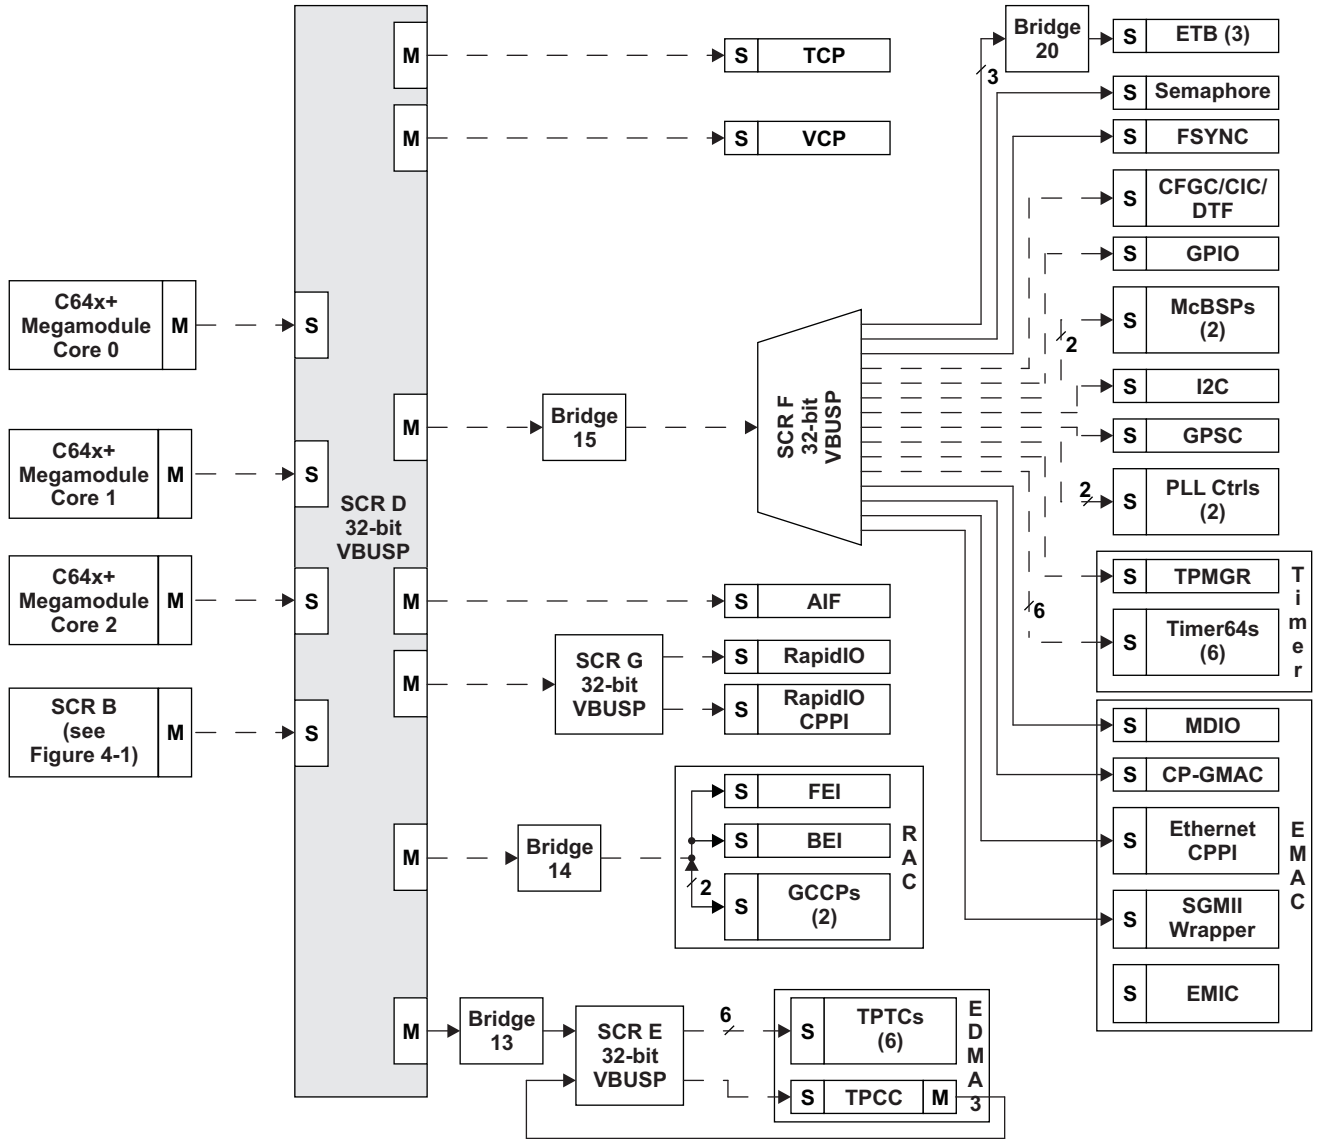 C64x+
Megamodule
Core 0
M
C64x+
Megamodule
Core 1
M
C64x+
Megamodule
Core 2
M
SCR B
(see
Figure 4-1)
M
S
S
S
S
SCR D
32-bit
VBUSP
M
M
M
M
M
M
M
S TCP
S VCP
Bridge
15
SCR F
32-bit
VBUSP
S AIF
SCR G
32-bit
VBUSP
S RapidIO
S RapidIO
CPPI
Bridge
14
2
S FEI
S BEI
S GCCPs
(2)
RAC
Bridge
13
SCR E
32-bit
VBUSP
6
S TPTCs
(6)
S TPCC M
EDMA3
3
Bridge
20
S ETB (3)
S Semaphore
S FSYNC
S CFGC/CIC/
DTF
S GPIO
2
S McBSPs
(2)
S I2C
S GPSC
2
S PLL Ctrls
(2)
S TPMGR
6
S Timer64s
(6)
Timer
S MDIO
S CP-GMAC
S Ethernet
CPPI
S SGMII
Wrapper
S EMIC
EMAC